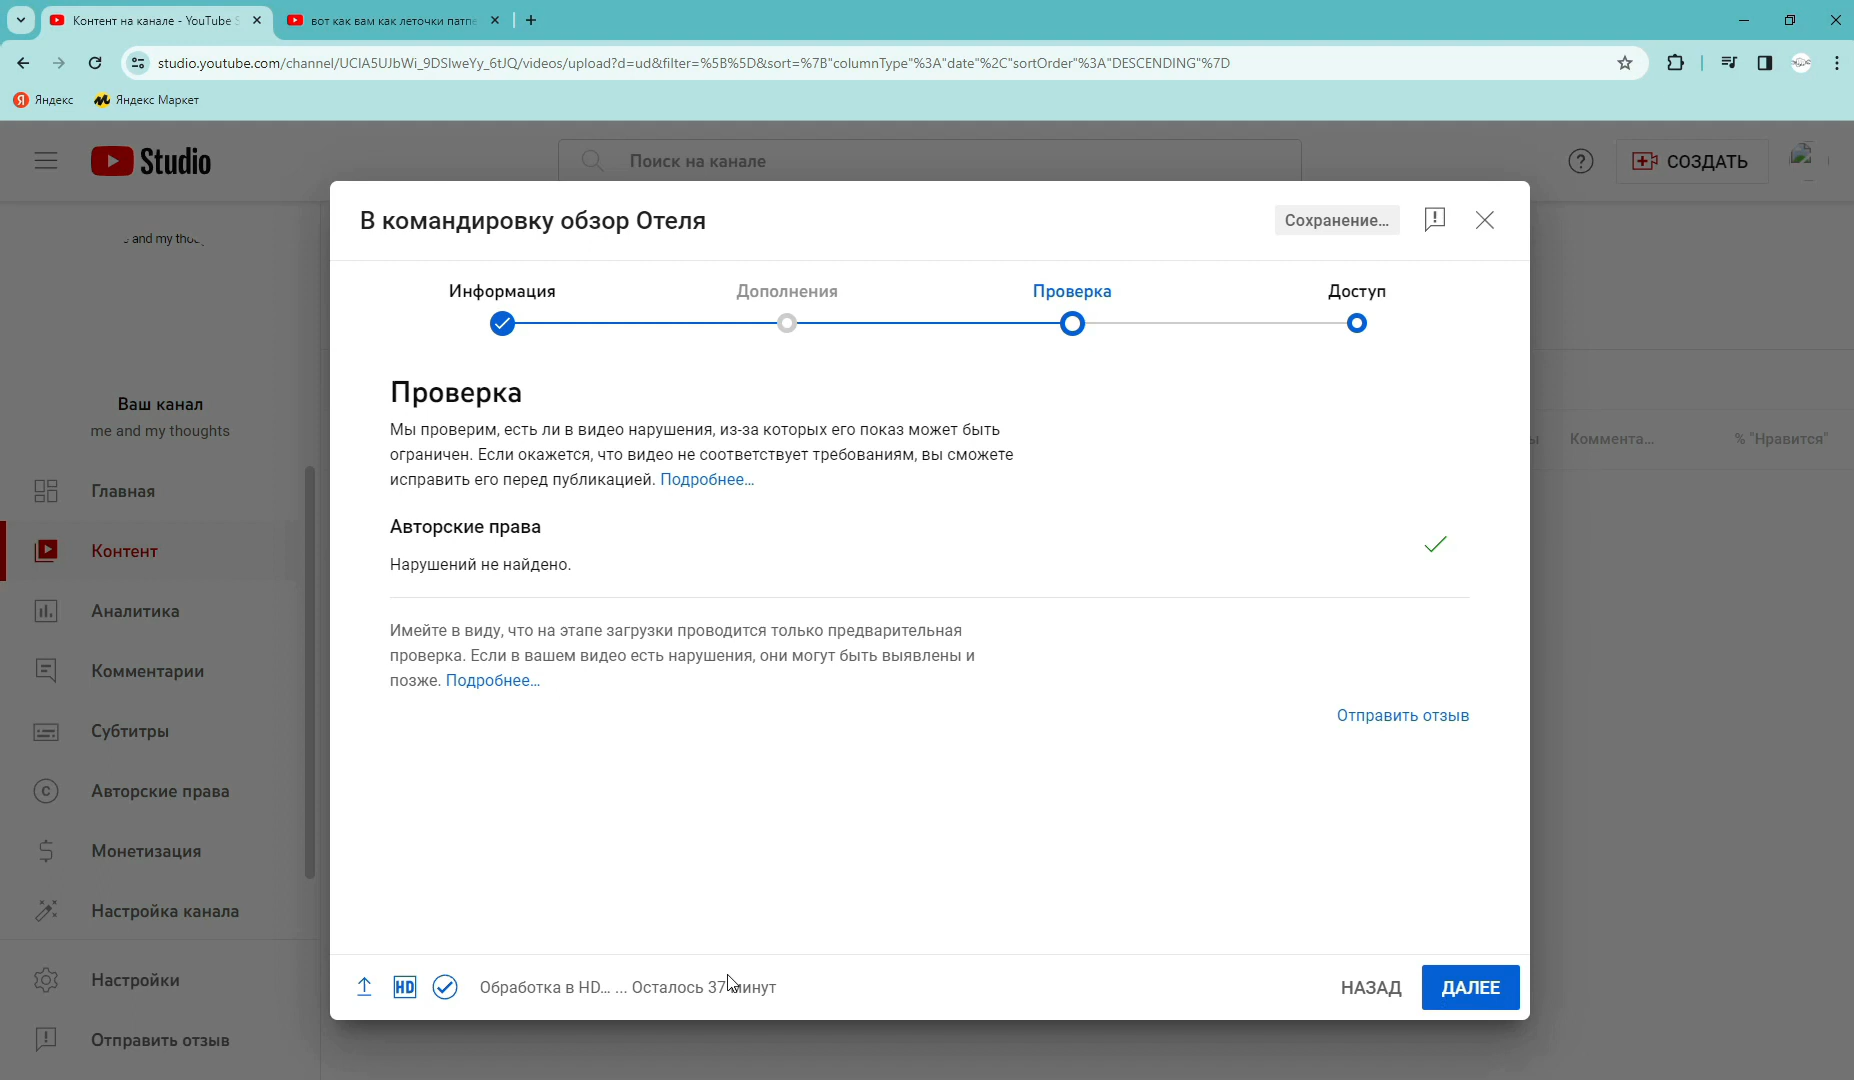 Контент на канале - YouTube S
вот как вам как леточки патпе
studio.youtube.com/channel/UCIA5UJbWi_9DSIweYy_6tJQ/videos/upload?d=ud&filter=%5B%5D&sort=%7B"columnType"%3A"date"%2C"sortOrder"%3A"DESCENDING"%7D
Яндекс
Яндекс Маркет
Studio
Поиск на канале
СОЗДАТЬ
and my
Ваш канал
me and my thoughts
Главная
Контент
Аналитика
Комментарии
Субтитры
Авторские права
Монетизация
Настройка канала
Настройки
Отправить отзыв
Коммента...
% "Нравится"
В командировку обзор Отеля
Сохранение...
Информация
Дополнения
Проверка
Доступ
Проверка
Мы проверим, есть ли в видео нарушения, из-за которых его показ может быть
ограничен. Если окажется, что видео не соответствует требованиям, вы сможете
исправить его перед публикацией. Подробнее...
Авторские права
Нарушений не найдено.
Имейте в виду, что на этапе загрузки проводится только предварительная
проверка. Если в вашем видео есть нарушения, они могут быть выявлены и
позже. Подробнее...
Отправить отзыв
HD
Обработка в HD... ... Осталось 37 минут
НАЗАД
ДАЛЕЕ